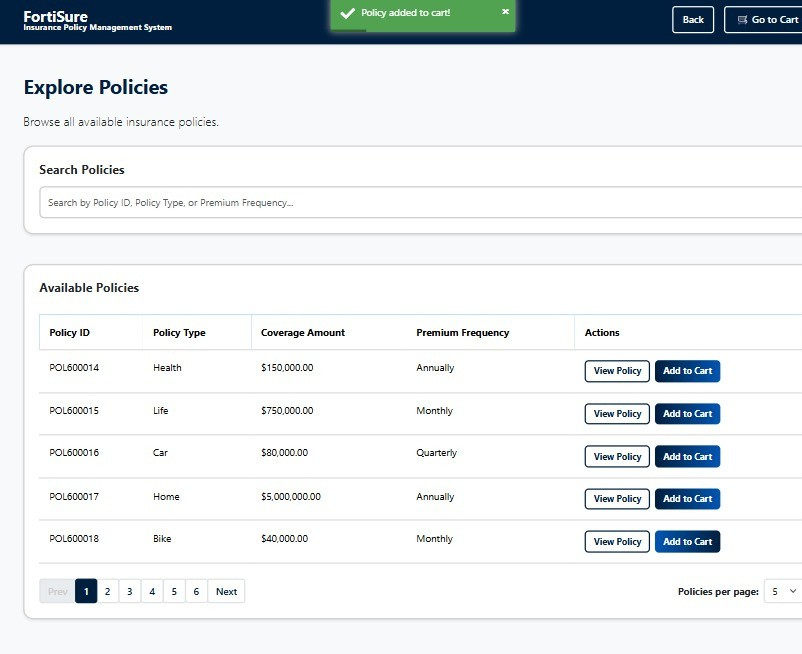 FortiSure
Insurance Policy Management System
Policy added to cart!
Back
Go to Cart
Explore Policies
Browse all available insurance policies.
Search Policies
Search by Policy ID, Policy Type, or Premium Frequency...
Available Policies
Policy ID Policy Type Coverage Amount Premium Frequency Actions
POL600014 Health $150,000.00 Annually View Policy Add to Cart
POL600015 Life $750,000.00 Monthly View Policy Add to Cart
POL600016 Car $80,000.00 Quarterly View Policy Add to Cart
POL600017 Home $5,000,000.00 Annually View Policy Add to Cart
POL600018 Bike $40,000.00 Monthly View Policy Add to Cart
Prev 1 2 3 4 5 6 Next Policies per page: 5